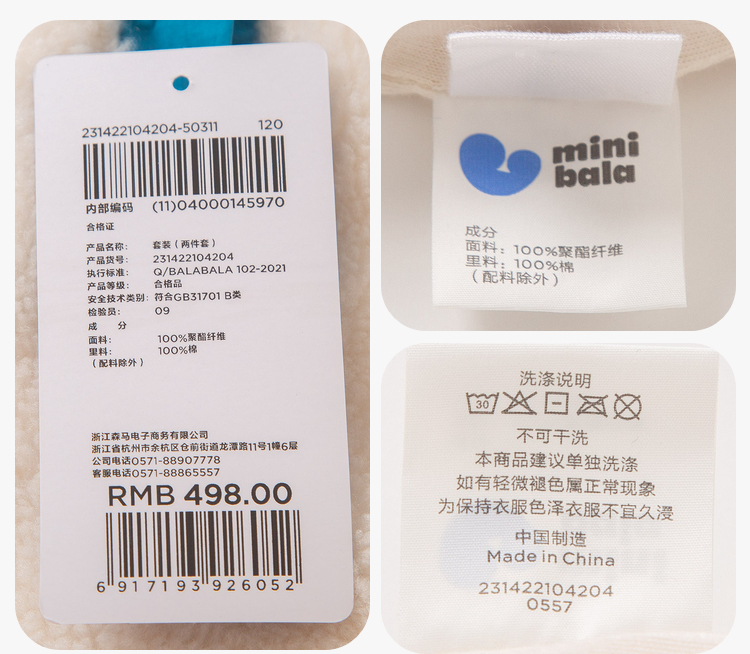 231422104204-50311 120
内部编码 (11)04000145970
合格证
产品名称: 套装(两件套)
产品货号: 231422104204
执行标准: Q/BALABALA 102-2021
产品等级: 合格品
安全技术类别: 符合GB31701 B类
检验员: 09
成 分
面料: 100%聚酯纤维
里料: 100%棉
(配料除外)
浙江森马电子商务有限公司
浙江省杭州市余杭区仓前街道龙潭路11号1幢6层
公司电话0571-88907778
客服电话0571-88865557
RMB 498.00
6 917193 926052
mini
bala
成分
面料: 100%聚酯纤维
里料: 100%棉
(配料除外)
洗涤说明
30
不可干洗
本商品建议单独洗涤
如有轻微褪色属正常现象
为保持衣服色泽衣服不宜久浸
中国制造
Made in China
231422104204
0557